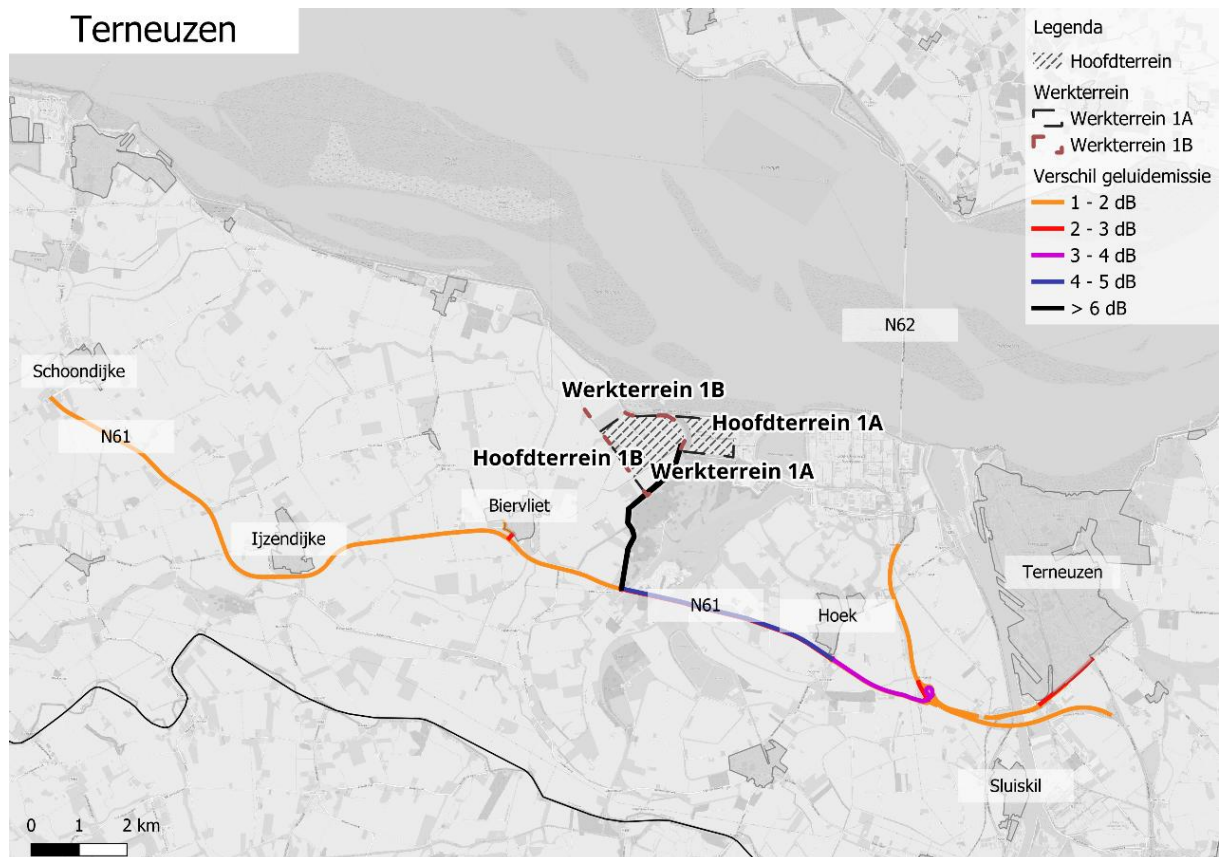 Terneuzen
Legenda
Hoofdterrein
Werkterrein
Werkterrein 1A
Werkterrein 1B
Verschil geluidemissie
1 - 2 dB
2 - 3 dB
3 - 4 dB
4 - 5 dB
> 6 dB
N62
Schoondijke
Werkterrein 1B
Hoofdterrein 1A
N61
Hoofdterrein 1B
Werkterrein 1A
Biervliet
Ijzendijke
Terneuzen
N61
Hoek
Sluiskil
0 1 2 km